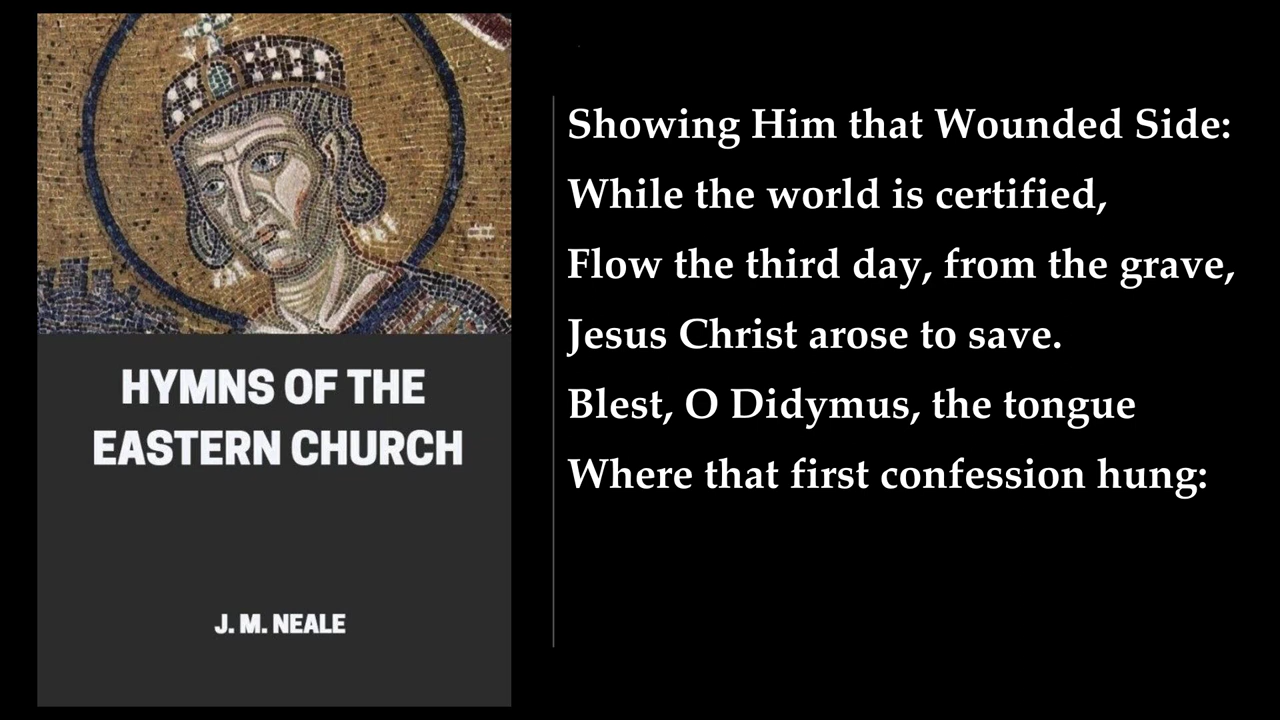 HYMNS OF THE
EASTERN CHURCH
J. M. NEALE
Showing Him that Wounded Side:
While the world is certified,
Flow the third day, from the grave,
Jesus Christ arose to save.
Blest, O Didymus, the tongue
Where that first confession hung: